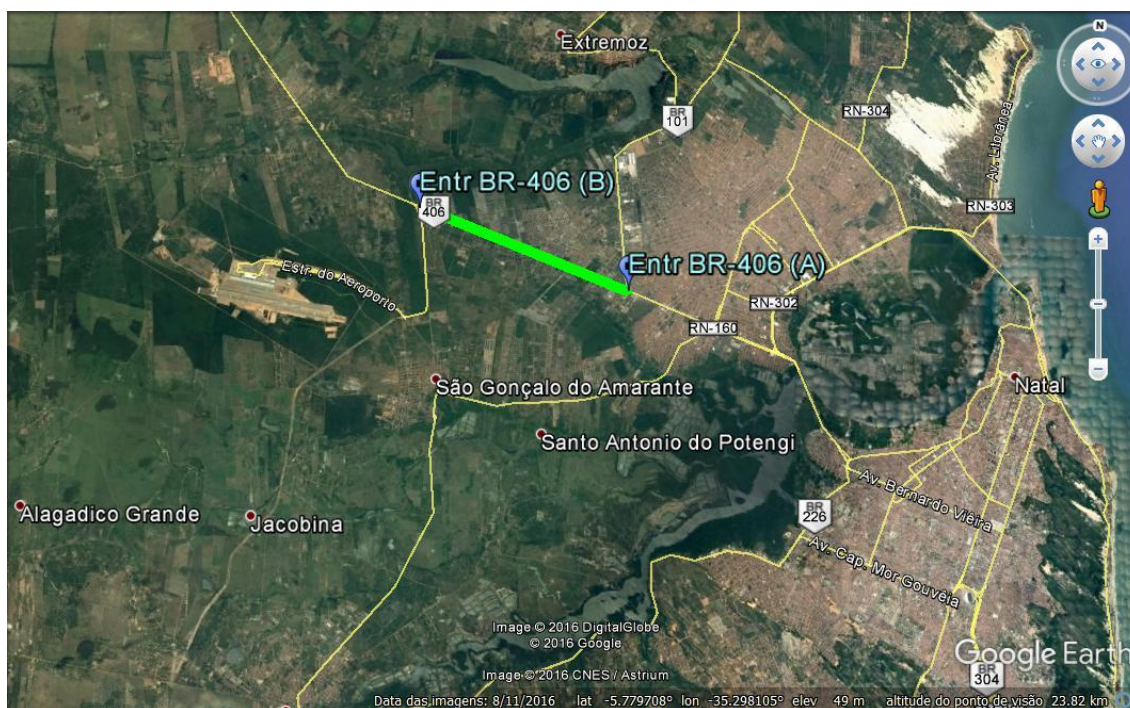 N
Extremoz
RN-304
BR
101
Av. Litorânea
Entr BR-406 (B)
BR
406
RN-303
Estr. do Aeroporto
Entr BR-406 (A)
RN-302
RN-160
São Gonçalo do Amarante
Natal
Santo Antonio do Potengi
Av. Bernardo Viêira
Alagadico Grande
Jacobina
BR
226
Av. Cap. Mor Gouvêia
Image © 2016 DigitalGlobe
© 2016 Google
Image © 2016 CNES / Astrium
Google Earth
BR
304
Data das imagens: 8/11/2016 lat -5.779708° lon -35.298105° elev 49 m altitude do ponto de visão 23.82 km